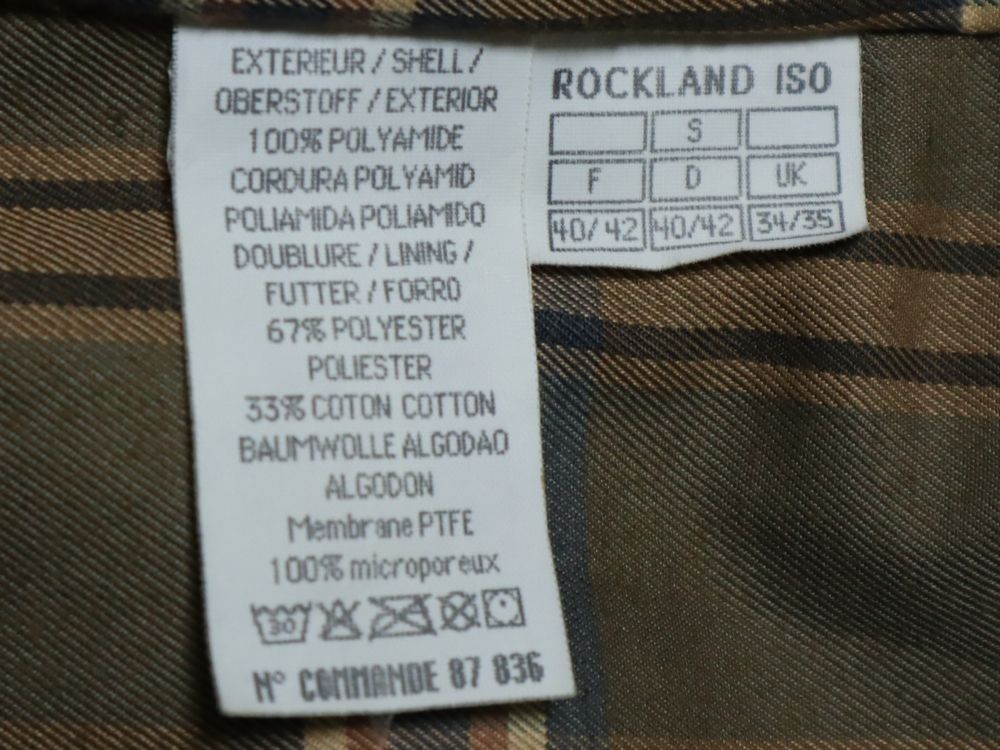 EXTERIEUR / SHELL /
OBERSTOFF / EXTERIOR
100% POLYAMIDE
CORDURA POLYAMID
POLIAMIDA POLIAMIDO
DOUBLURE / LINING /
FUTTER / FORRO
67% POLYESTER
POLIESTER
33% COTON COTTON
BAUMWOLLE ALGODAO
ALGODON
Membrane PTFE
100% microporeux
30
N° COMMANDE 87 836
ROCKLAND ISO
S
F D UK
40/42 40/42 34/35